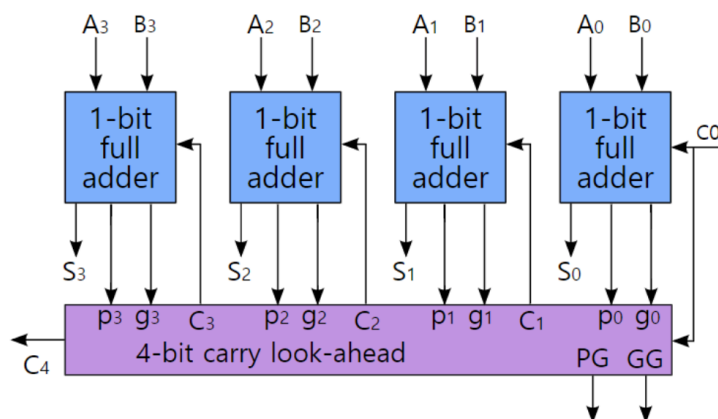 A3 B3 A2 B2 A1 B1 A0 B0
1-bit full adder
1-bit full adder
1-bit full adder
1-bit full adder
C0
S3 S2 S1 S0
p3 g3 C3 p2 g2 C2 p1 g1 C1 p0 g0
C4
4-bit carry look-ahead
PG GG